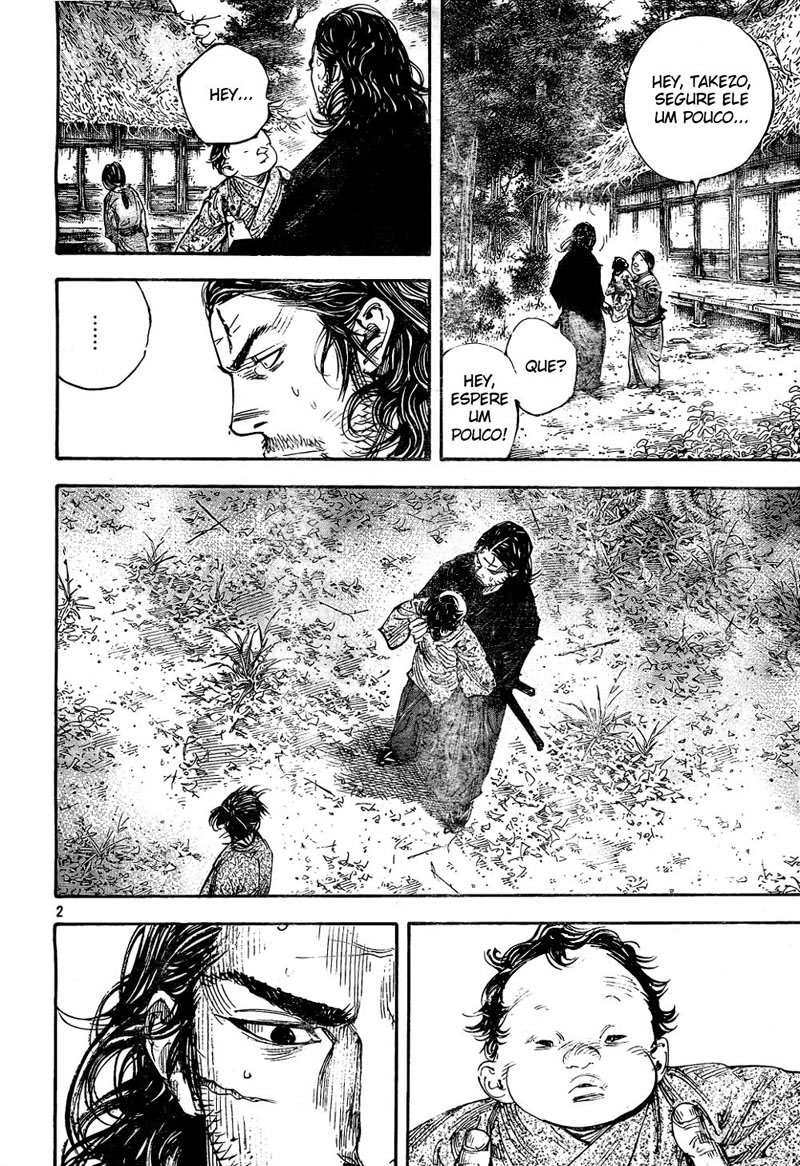 HEY, TAKEZO,
SEGURE ELE
UM POUCO...
QUE?
HEY,
ESPERE
UM
POUCO!
HEY...
......
2